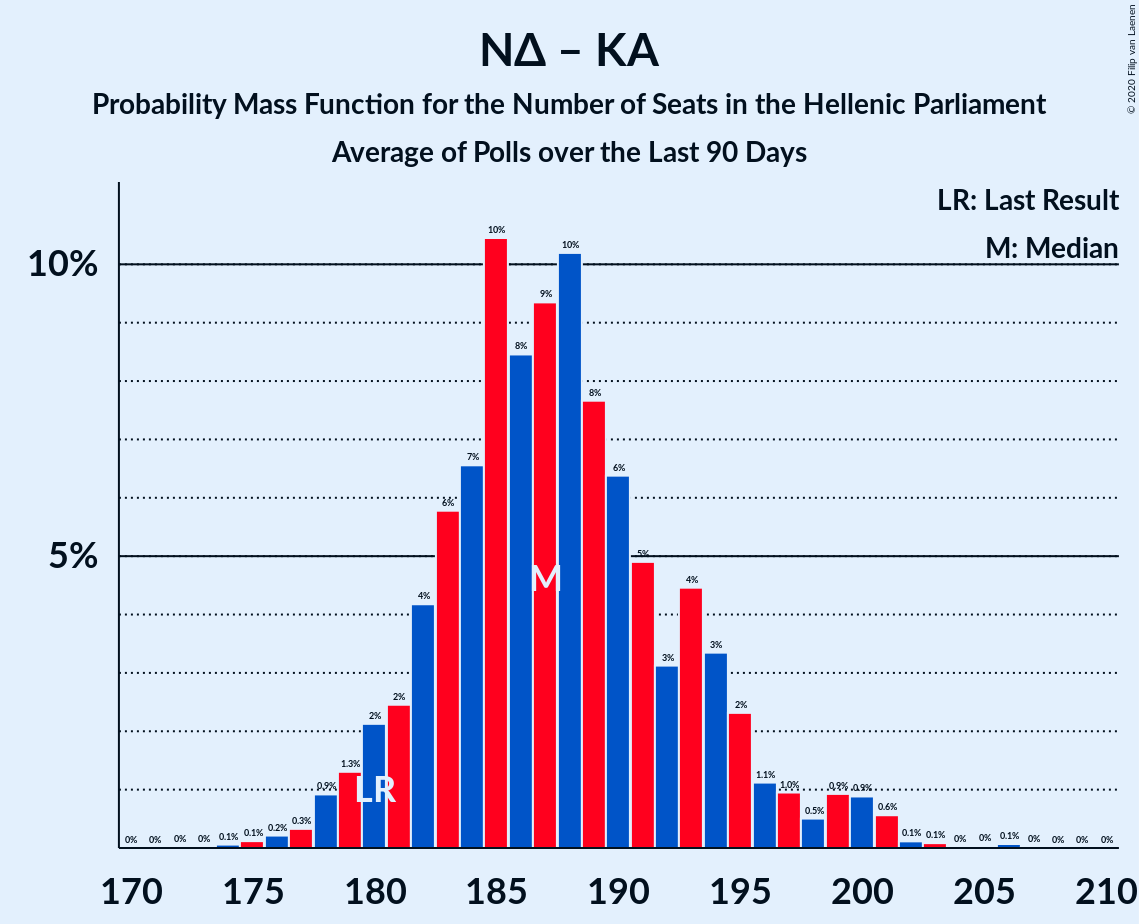 NΔ – KA
Probability Mass Function for the Number of Seats in the Hellenic Parliament
Average of Polls over the Last 90 Days
© 2020 Filip van Laenen
LR: Last Result
M: Median
10%
5%
0% 0% 0% 0% 0.1% 0.1% 0.2% 0.3% 0.9% 1.3% 2% 2% 4% 6% 7% 10% 8% 9% 10% 8% 6% 5% 3% 4% 3% 2% 1.1% 1.0% 0.5% 0.9% 0.9% 0.6% 0.1% 0.1% 0% 0% 0.1% 0% 0% 0% 0%
M
LR
170 175 180 185 190 195 200 205 210